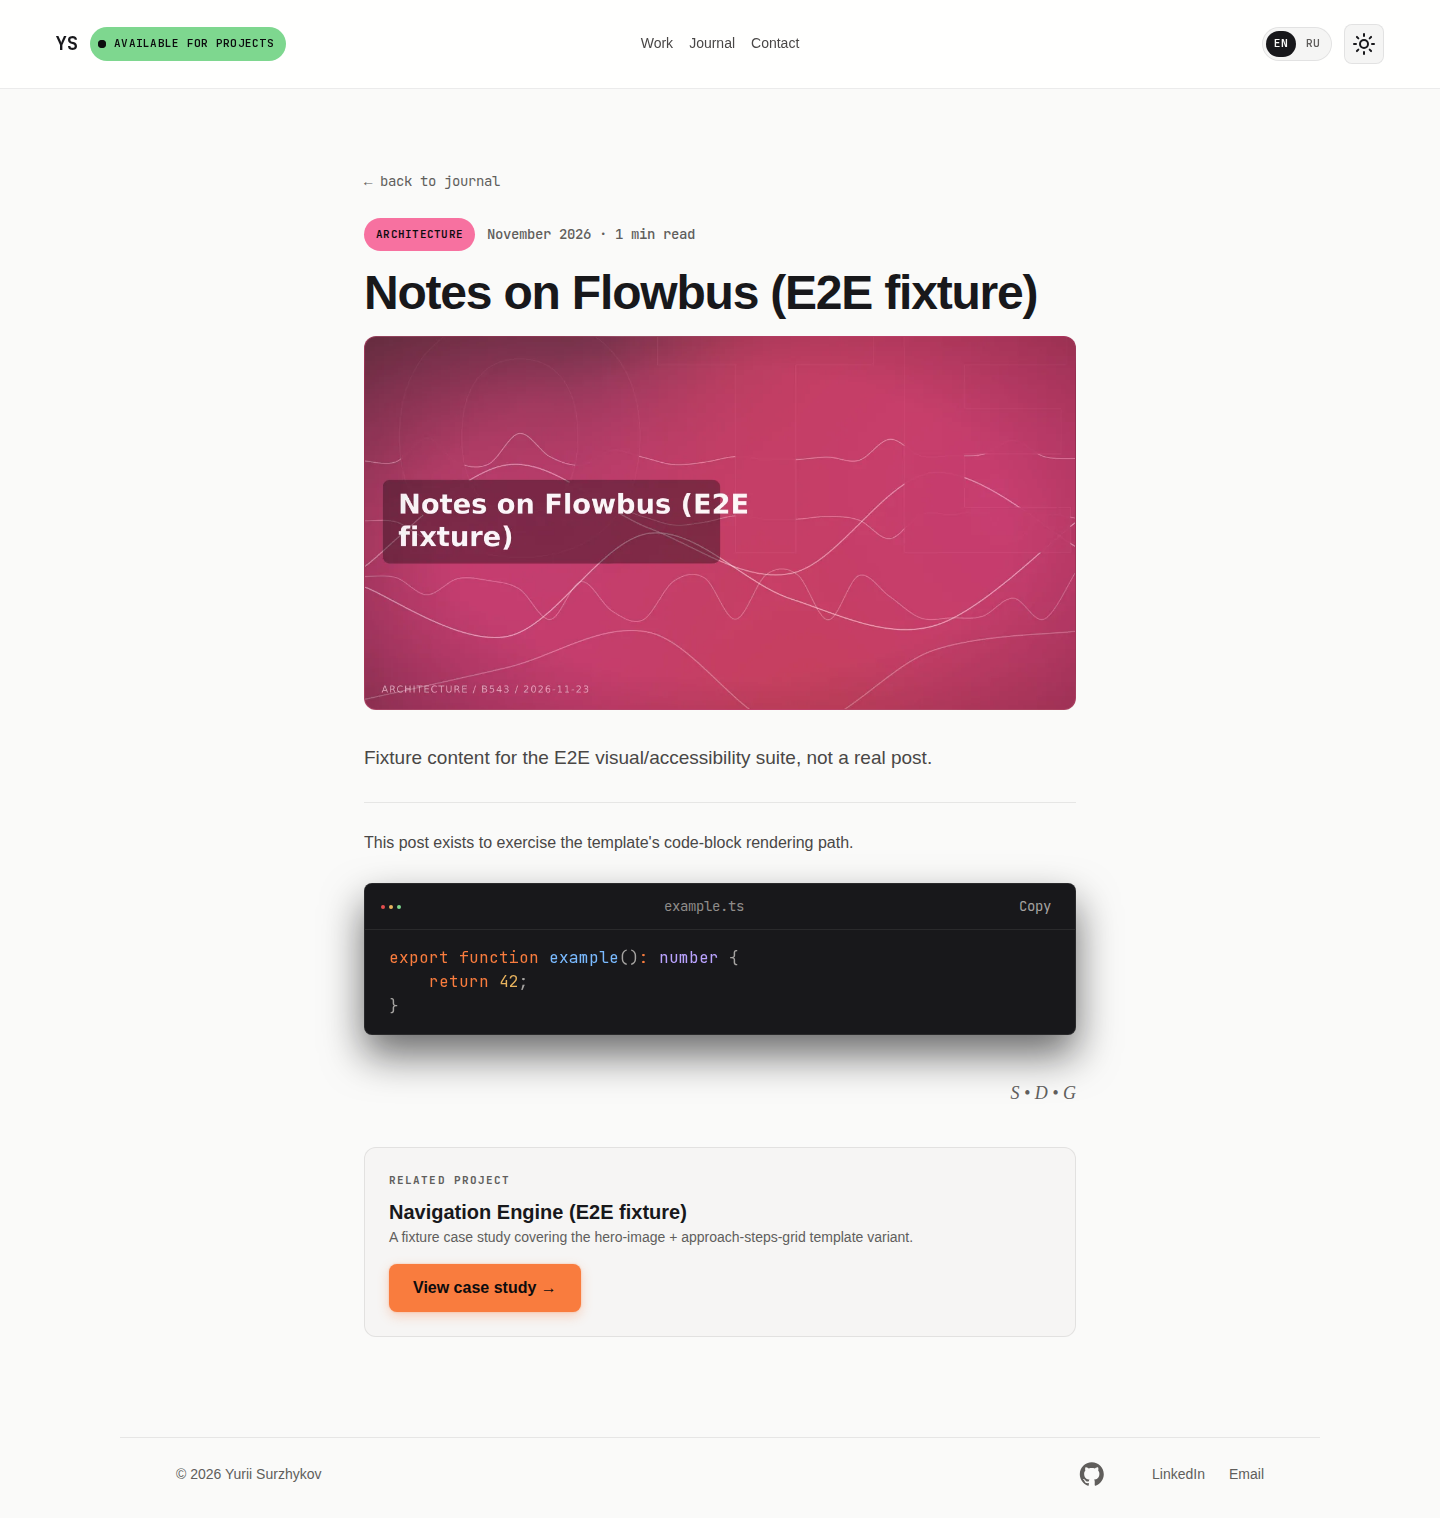 YS
AVAILABLE FOR PROJECTS
Work Journal Contact
EN RU
← back to journal
ARCHITECTURE November 2026 · 1 min read
Notes on Flowbus (E2E fixture)
Notes on Flowbus (E2E
fixture)
ARCHITECTURE / B543 / 2026-11-23
Fixture content for the E2E visual/accessibility suite, not a real post.
This post exists to exercise the template's code-block rendering path.
example.ts Copy
export function example(): number {
    return 42;
}
S • D • G
RELATED PROJECT
Navigation Engine (E2E fixture)
A fixture case study covering the hero-image + approach-steps-grid template variant.
View case study →
© 2026 Yurii Surzhykov LinkedIn Email